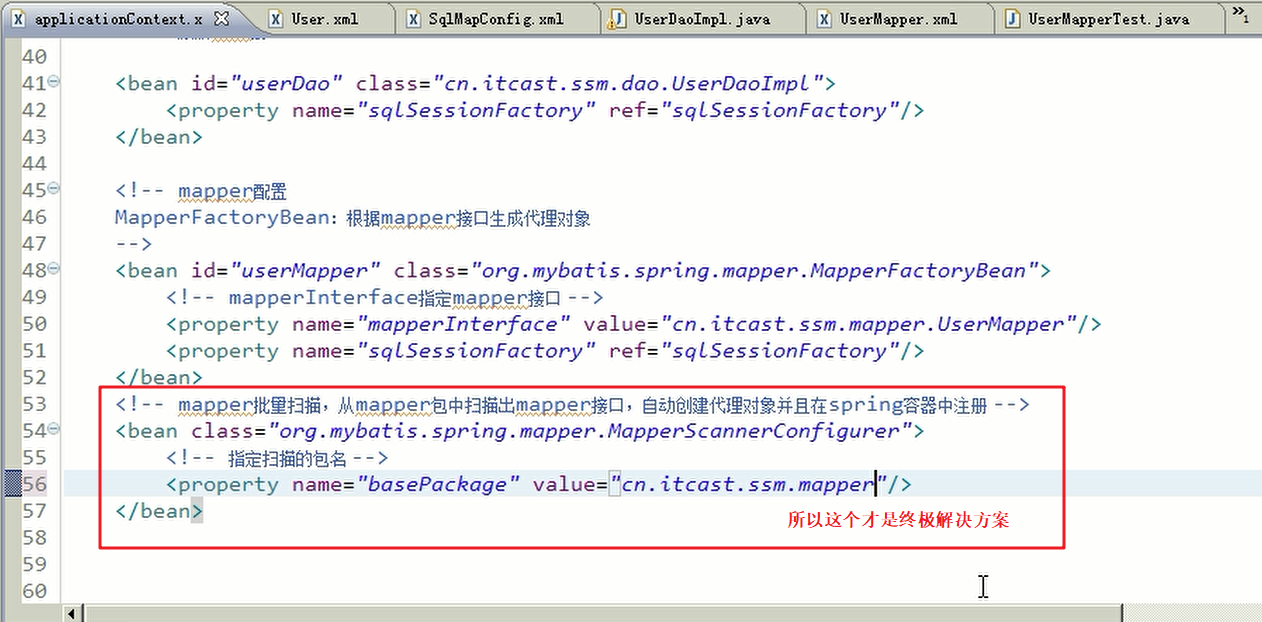 applicationContext.x User.xml SqlMapConfig.xml UserDaoImpl.java UserMapper.xml UserMapperTest.java »1
40
41 <bean id="userDao" class="cn.itcast.ssm.dao.UserDaoImpl">
42 <property name="sqlSessionFactory" ref="sqlSessionFactory"/>
43 </bean>
44
45 <!-- mapper配置
46 MapperFactoryBean：根据mapper接口生成代理对象
47 -->
48 <bean id="userMapper" class="org.mybatis.spring.mapper.MapperFactoryBean">
49 <!-- mapperInterface指定mapper接口 -->
50 <property name="mapperInterface" value="cn.itcast.ssm.mapper.UserMapper"/>
51 <property name="sqlSessionFactory" ref="sqlSessionFactory"/>
52 </bean>
53 <!-- mapper批量扫描，从mapper包中扫描出mapper接口，自动创建代理对象并且在spring容器中注册 -->
54 <bean class="org.mybatis.spring.mapper.MapperScannerConfigurer">
55 <!-- 指定扫描的包名 -->
56 <property name="basePackage" value="cn.itcast.ssm.mapper"/>
57 </bean>
所以这个才是终极解决方案
58
59
60